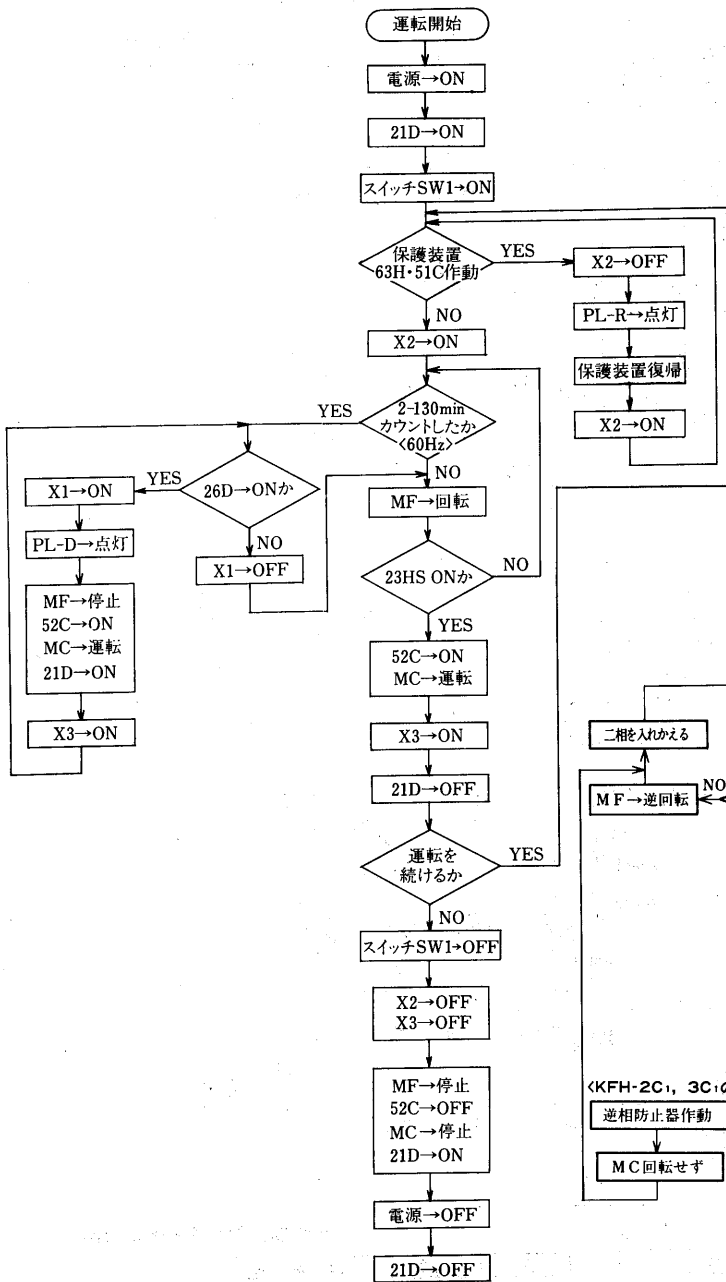 運転開始
電源→ON
21D→ON
スイッチSW1→ON
保護装置
63H・51C作動
YES
X2→OFF
PL-R→点灯
保護装置復帰
X2→ON
NO
X2→ON
2-130min
カウントしたか
〈60Hz〉
YES
NO
26D→ONか
YES
X1→ON
PL-D→点灯
MF→停止
52C→ON
MC→運転
21D→ON
X3→ON
NO
X1→OFF
MF→回転
23HS ONか
NO
YES
52C→ON
MC→運転
X3→ON
21D→OFF
運転を
続けるか
YES
NO
スイッチSW1→OFF
X2→OFF
X3→OFF
MF→停止
52C→OFF
MC→停止
21D→ON
電源→OFF
21D→OFF
二相を入れかえる
MF→逆回転
NO
〈KFH-2C₁, 3C₁の
逆相防止器作動
MC回転せず